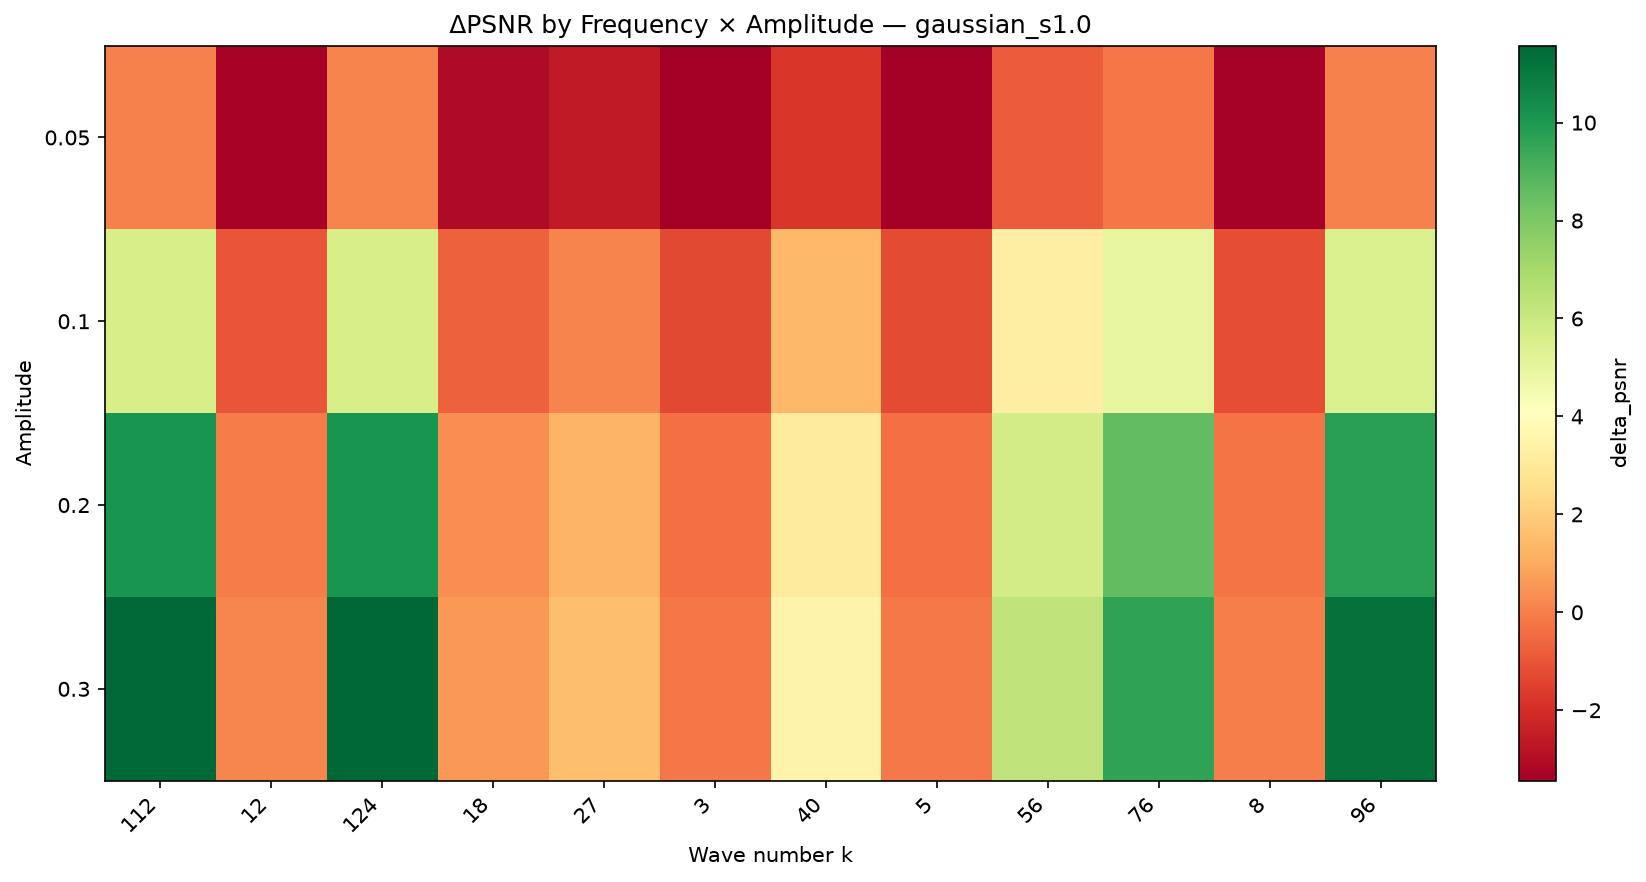 ΔPSNR by Frequency × Amplitude — gaussian_s1.0
Amplitude
0.05
0.1
0.2
0.3
112 12 124 18 27 3 40 5 56 76 8 96
Wave number k
10
8
6
4
2
0
−2
delta_psnr